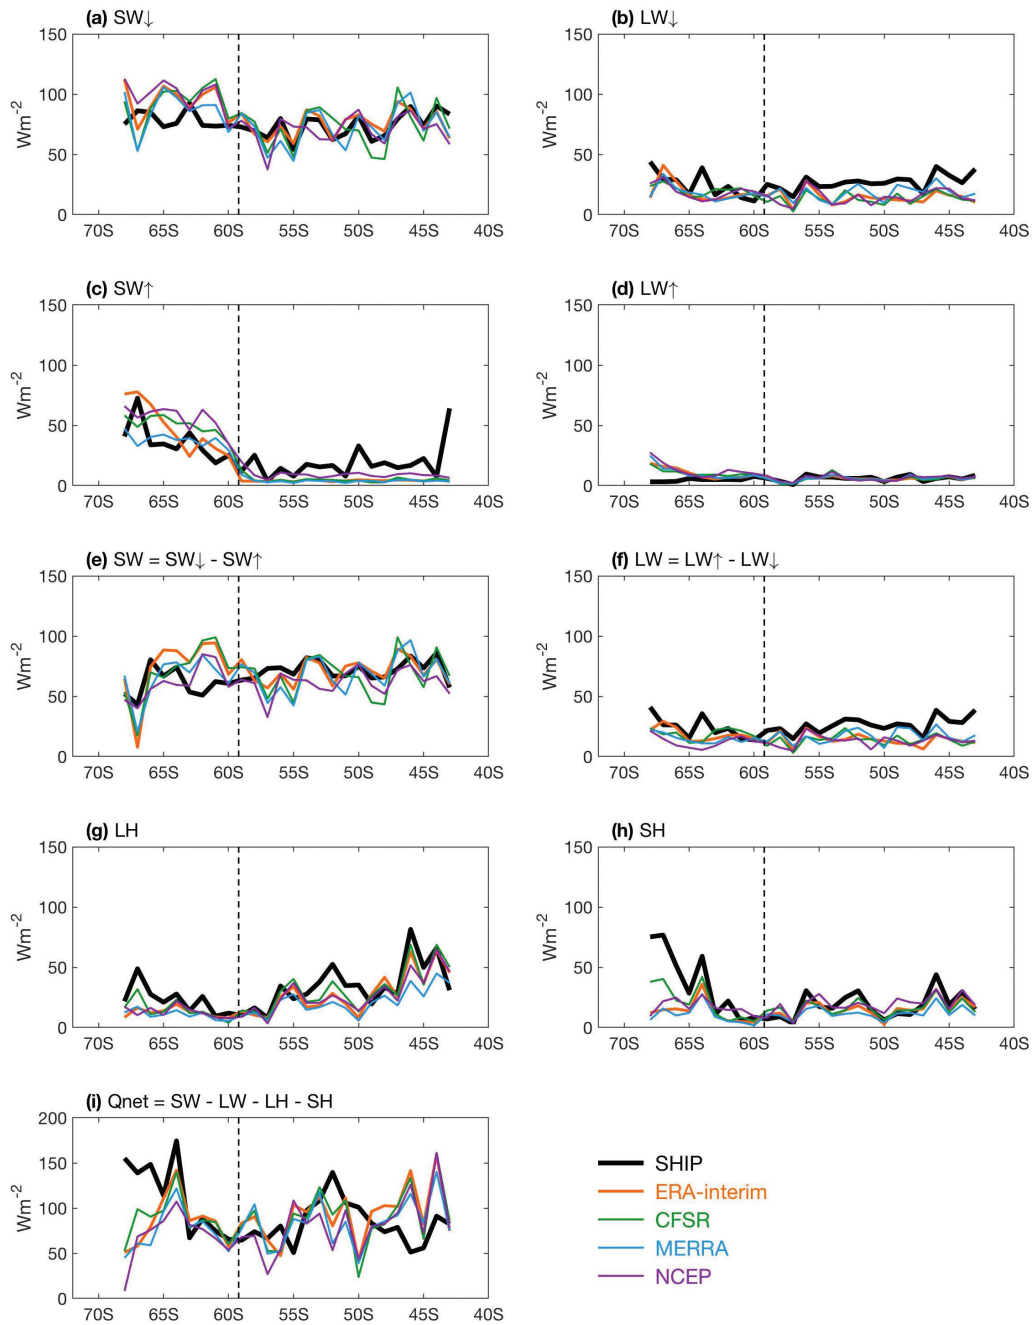 (a) SW↓
(b) LW↓
150
100
50
0
Wm⁻²
70S 65S 60S 55S 50S 45S 40S
150
100
50
0
Wm⁻²
70S 65S 60S 55S 50S 45S 40S
(c) SW↑
(d) LW↑
150
100
50
0
Wm⁻²
70S 65S 60S 55S 50S 45S 40S
150
100
50
0
Wm⁻²
70S 65S 60S 55S 50S 45S 40S
(e) SW = SW↓ - SW↑
(f) LW = LW↑ - LW↓
150
100
50
0
Wm⁻²
70S 65S 60S 55S 50S 45S 40S
150
100
50
0
Wm⁻²
70S 65S 60S 55S 50S 45S 40S
(g) LH
(h) SH
150
100
50
0
Wm⁻²
70S 65S 60S 55S 50S 45S 40S
150
100
50
0
Wm⁻²
70S 65S 60S 55S 50S 45S 40S
(i) Qnet = SW - LW - LH - SH
200
150
100
50
0
Wm⁻²
70S 65S 60S 55S 50S 45S 40S
SHIP
ERA-interim
CFSR
MERRA
NCEP